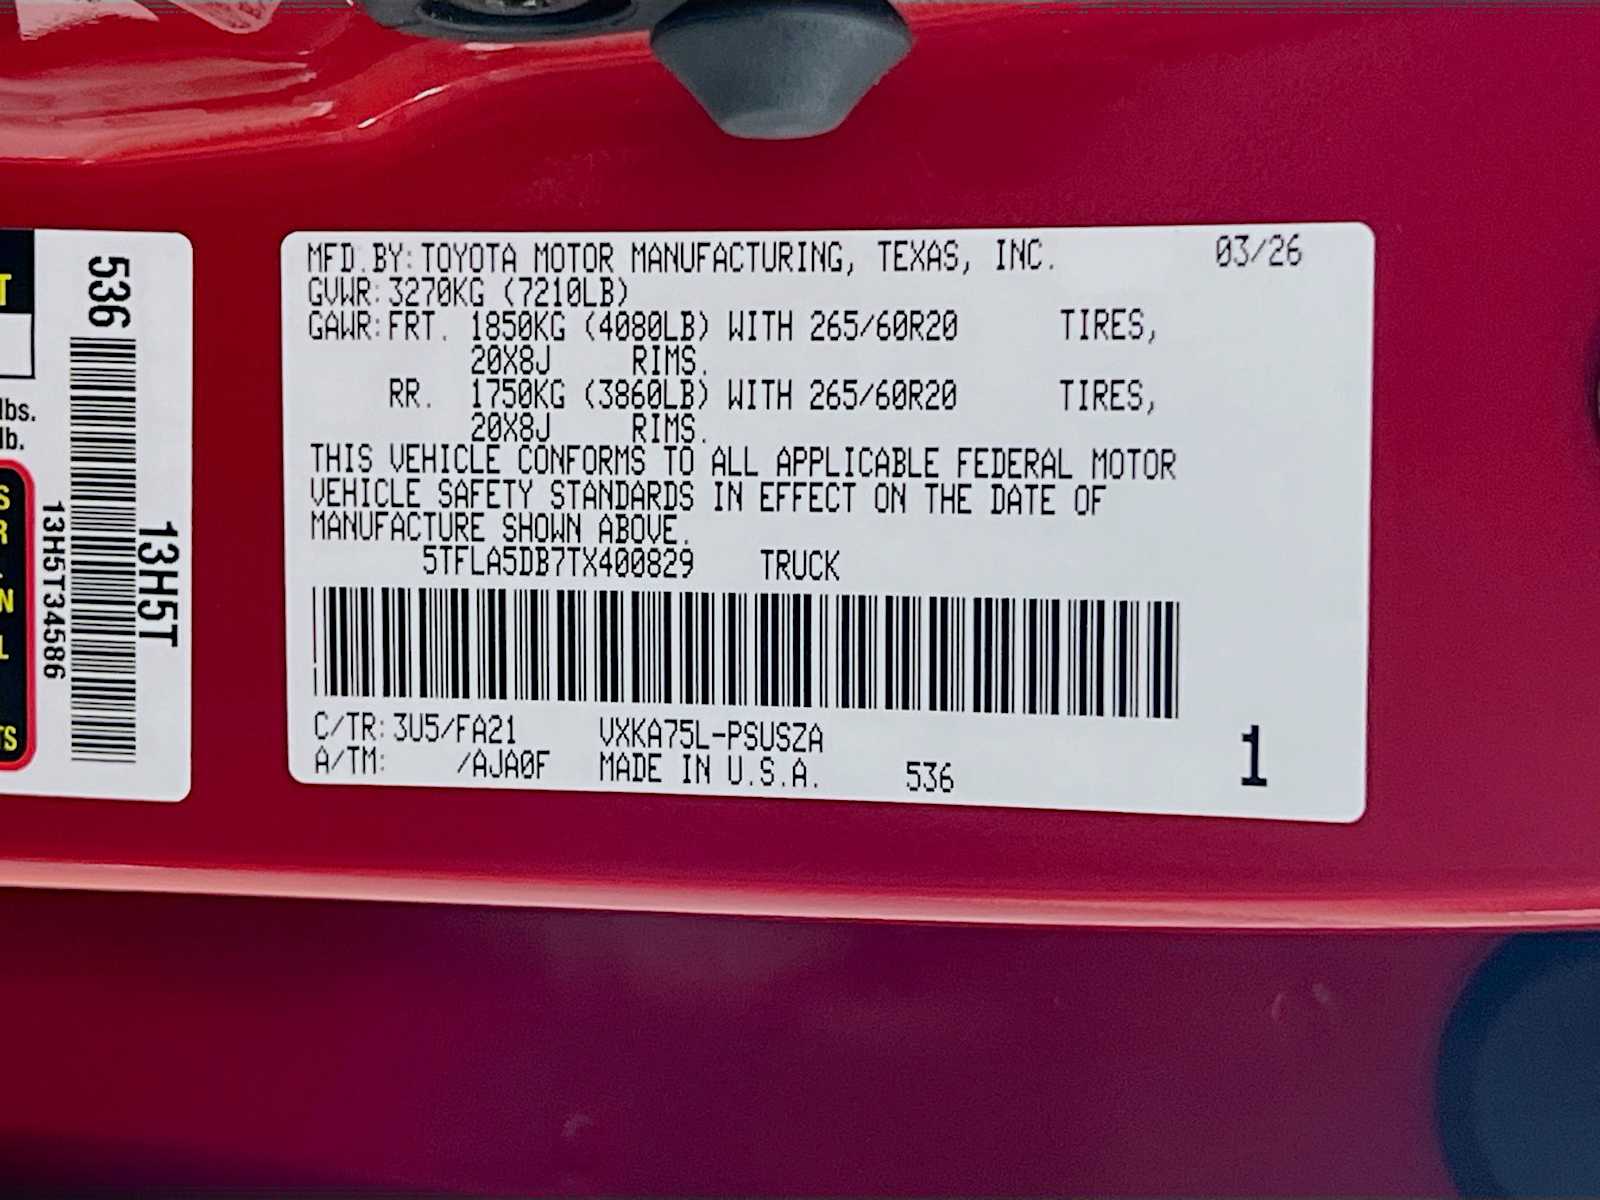 MFD.BY: TOYOTA MOTOR MANUFACTURING, TEXAS, INC. 03/26
GVWR: 3270KG (7210LB)
GAWR: FRT. 1850KG (4080LB) WITH 265/60R20 TIRES,
20X8J RIMS.
RR. 1750KG (3860LB) WITH 265/60R20 TIRES,
20X8J RIMS.
THIS VEHICLE CONFORMS TO ALL APPLICABLE FEDERAL MOTOR
VEHICLE SAFETY STANDARDS IN EFFECT ON THE DATE OF
MANUFACTURE SHOWN ABOVE.
5TFLA5DB7TX400829 TRUCK
C/TR: 3U5/FA21 VXKA75L-PSUSZA
A/TM: /AJA0F MADE IN U.S.A. 536 1
536
13H5T
13H5T34586
lbs.
lb.